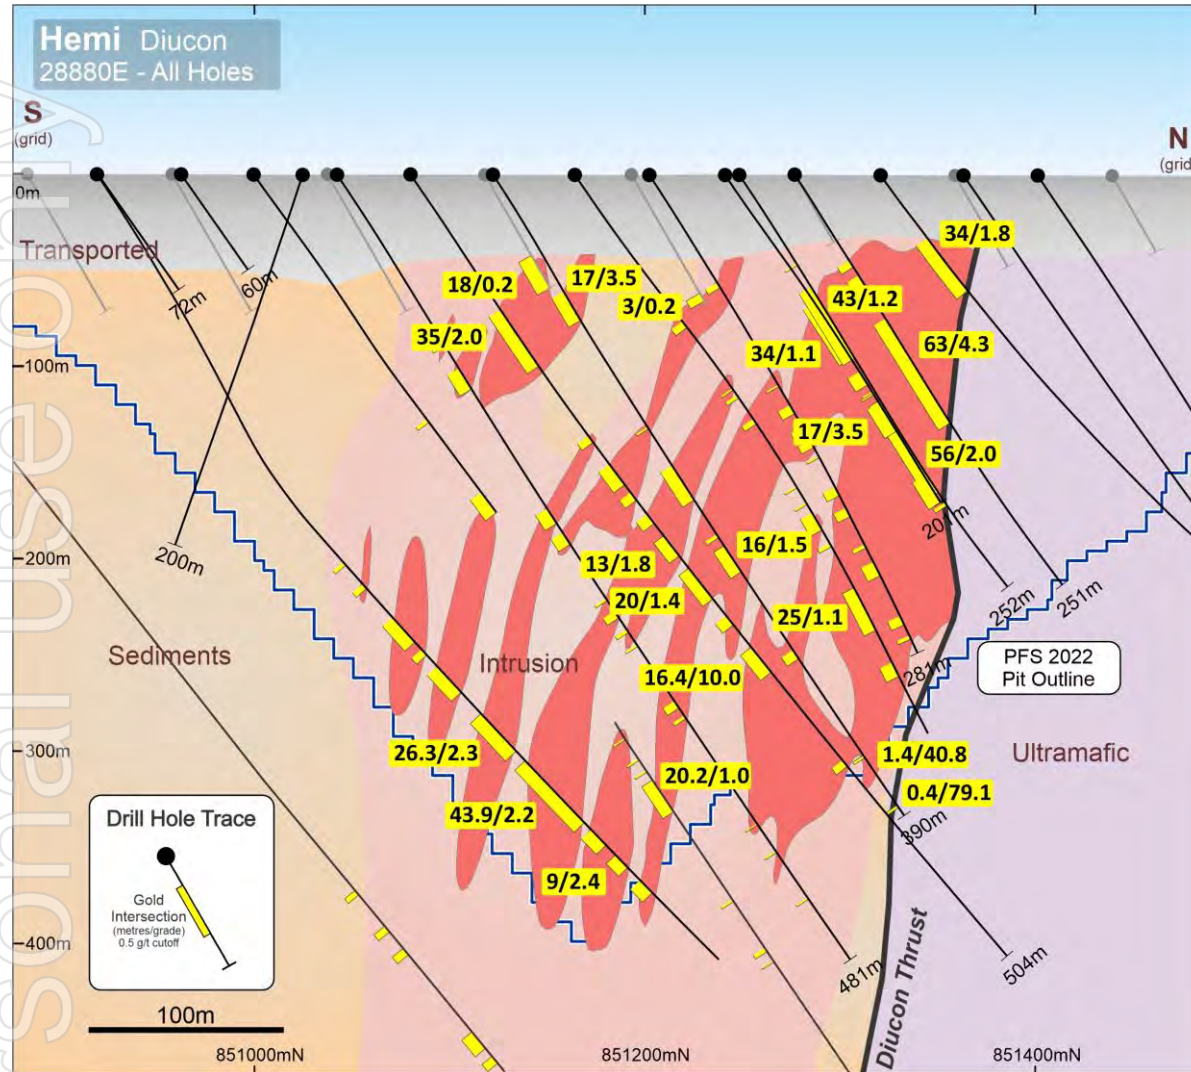 Hemi Diucon
28880E - All Holes
S
(grid)
N
(grid
0m
Transported
34/1.8
18/0.2
17/3.5
3/0.2
43/1.2
72m
60m
35/2.0
34/1.1
63/4.3
100m
17/3.5
56/2.0
200m
200m
13/1.8
16/1.5
20/1.4
25/1.1
252m
251m
281m
Sediments
Intrusion
PFS 2022
Pit Outline
16.4/10.0
300m
26.3/2.3
20.2/1.0
1.4/40.8
Ultramafic
43.9/2.2
0.4/79.1
390m
Drill Hole Trace
Gold
Intersection
(metres/grade)
0.5 g/t cutoff
9/2.4
400m
481m
504m
Diucon Thrust
100m
851000mN
851200mN
851400mN
rsonal use only